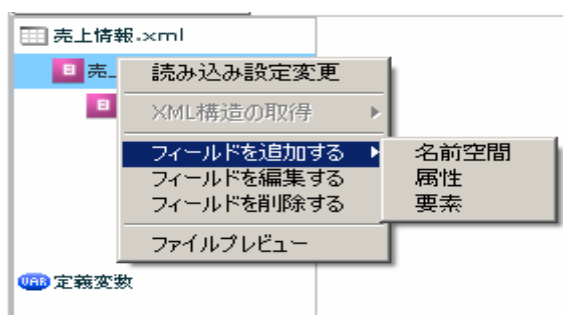 売上情報.xml
売
読み込み設定変更
XML構造の取得
フィールドを追加する
名前空間
フィールドを編集する
属性
フィールドを削除する
要素
ファイルプレビュー
VAR 定義変数